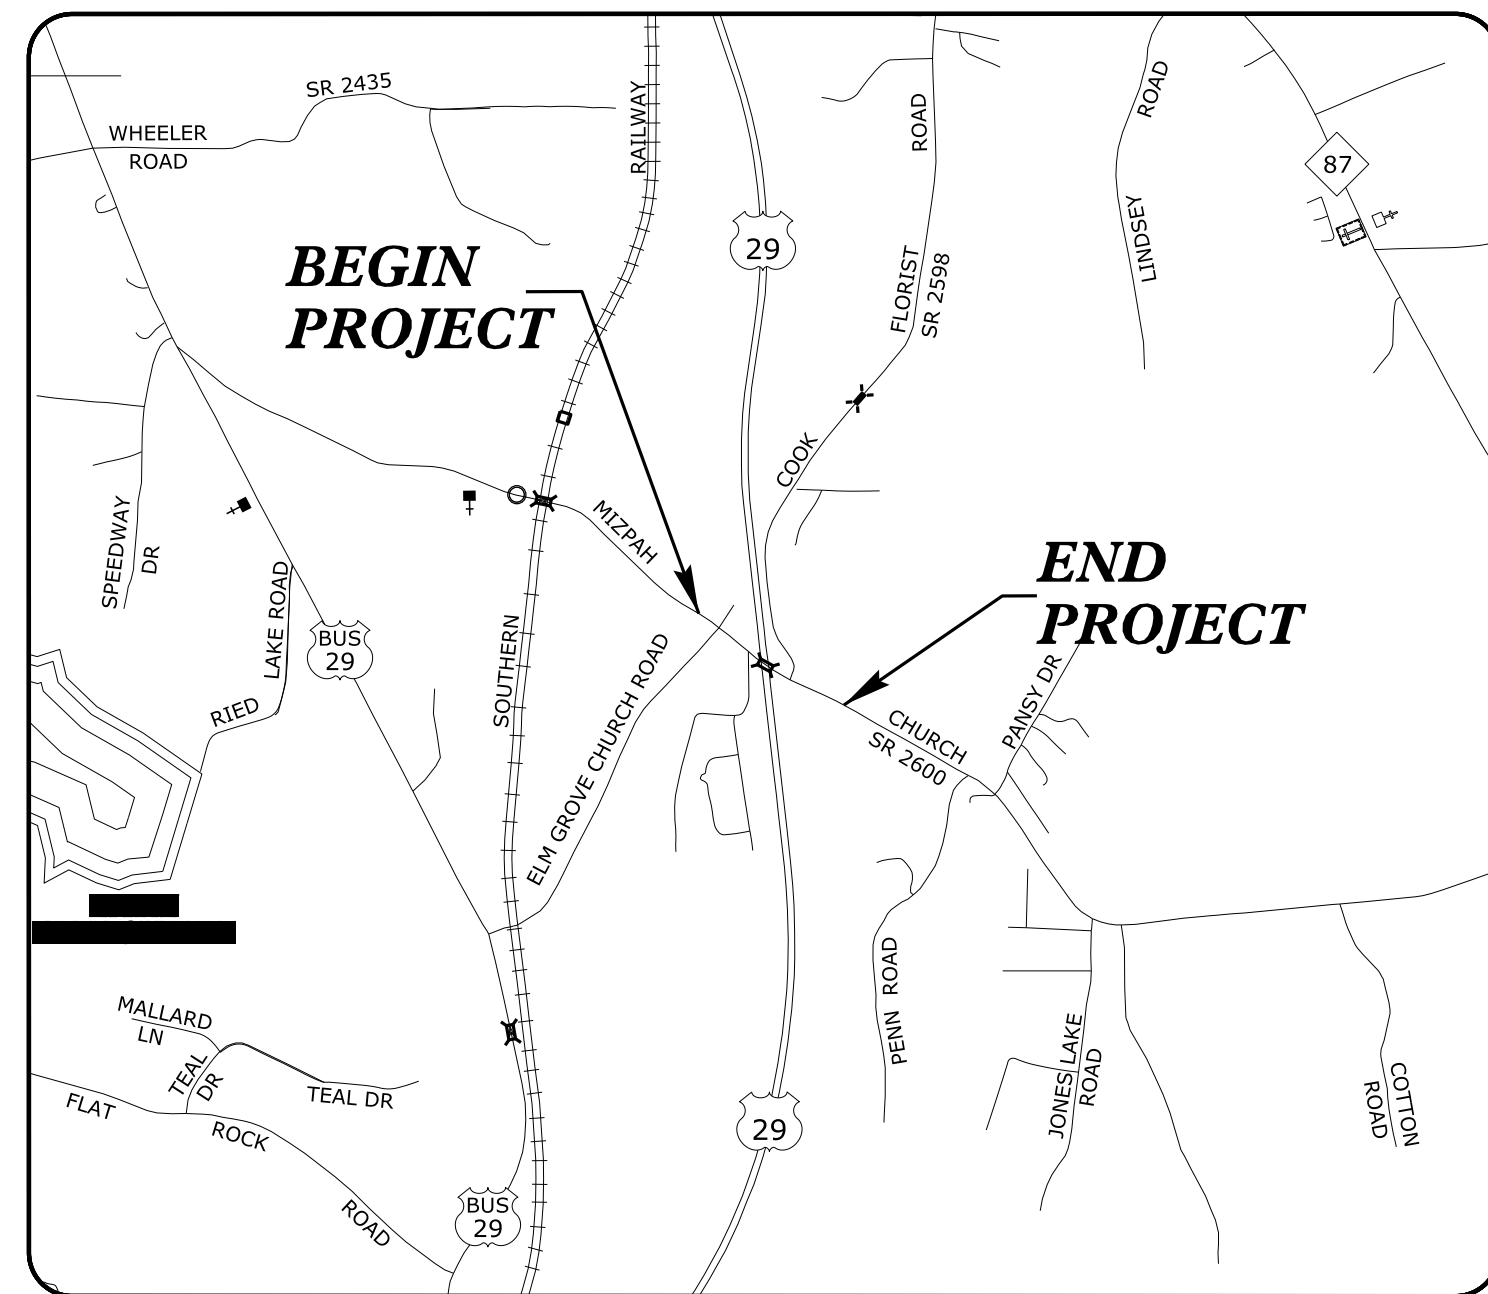 SR 2435
WHEELER
ROAD
RAILWAY
ROAD
ROAD
LINDSEY
87
29
FLORIST
SR 2598
BEGIN
PROJECT
COOK
MIZPAH
SPEEDWAY
DR
LAKE ROAD
RIED
BUS
29
SOUTHERN
ELM GROVE CHURCH ROAD
END
PROJECT
PANSY DR
CHURCH
SR 2600
PENN ROAD
JONES LAKE
ROAD
COTTON
ROAD
MALLARD
LN
TEAL
DR
TEAL DR
FLAT
ROCK
ROAD
BUS
29
29